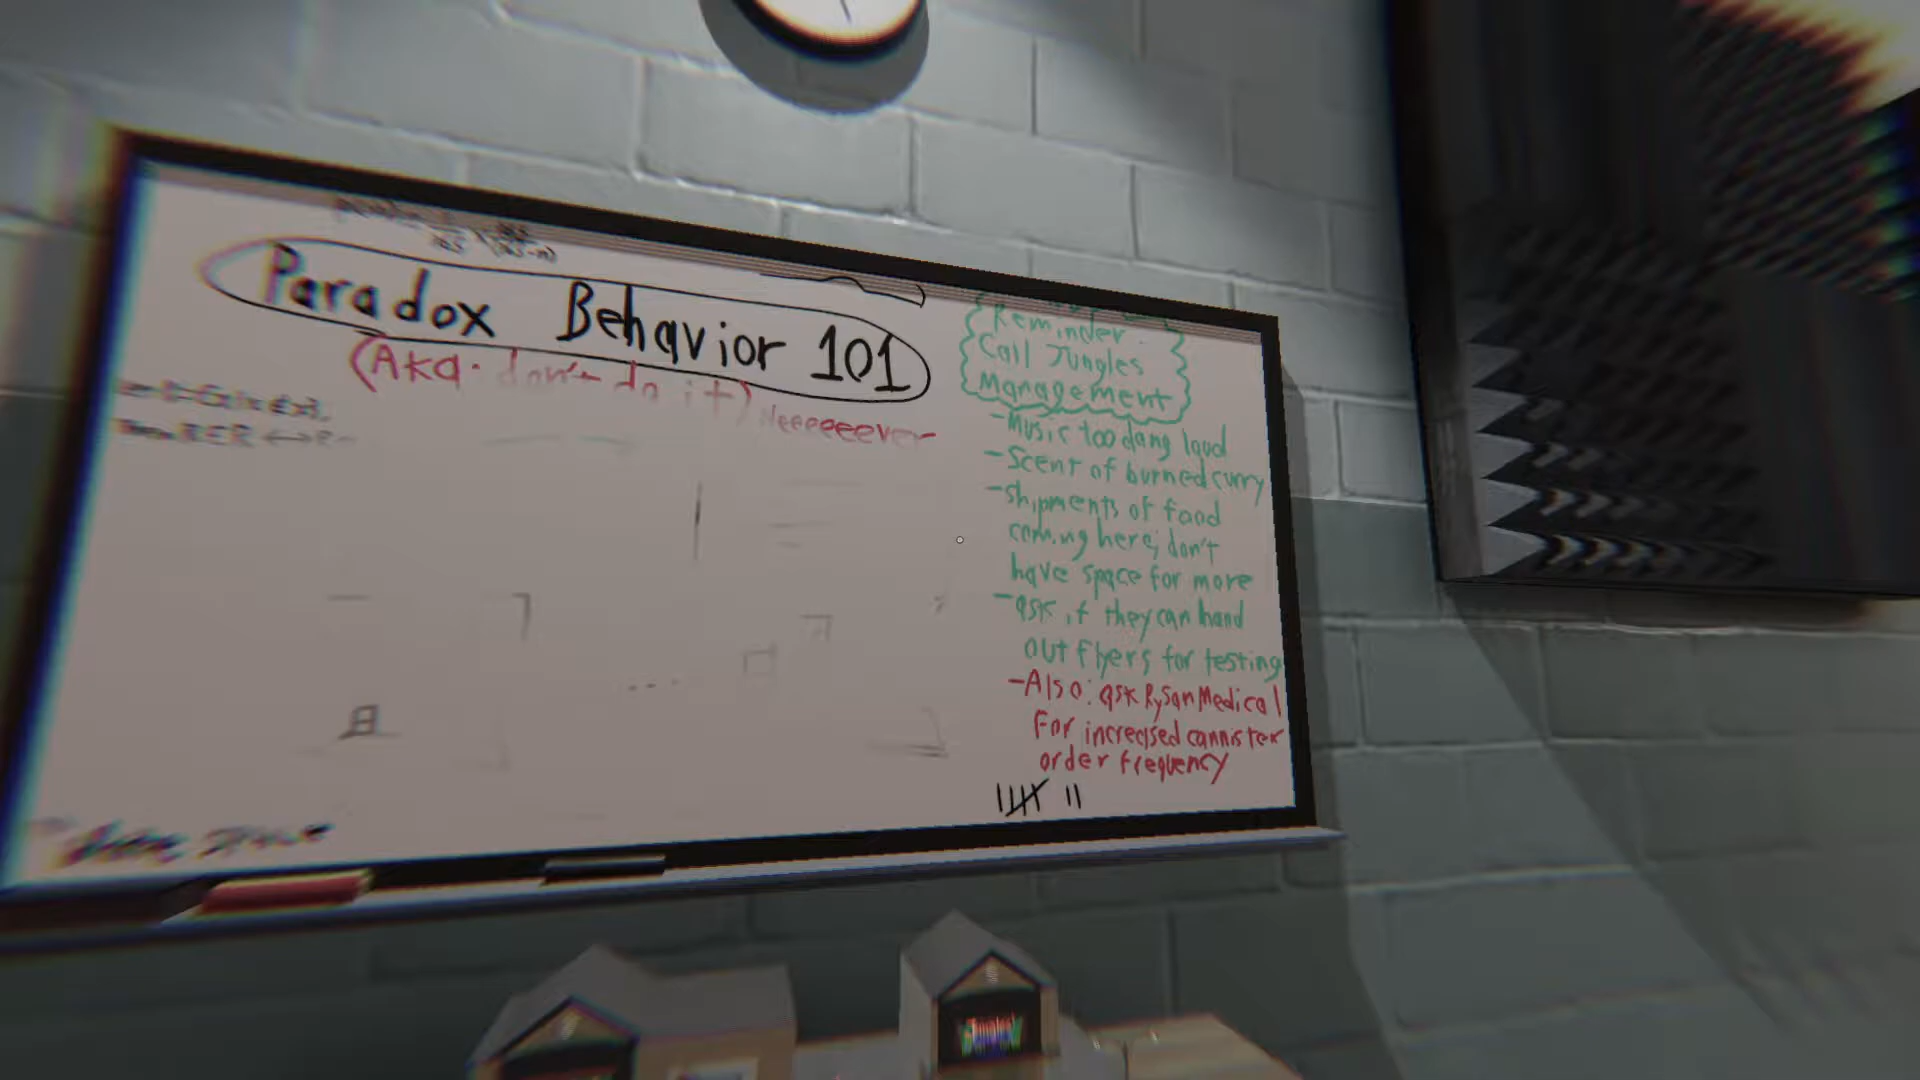 Paradox Behavior 101
(Aka. don't do it) Neeeeeever
Reminder
Call Jungles
Management
-Music too dang loud
-Scent of burned curry
-shipments of food
coming here; don't
have space for more
-ask if they can hand
out flyers for testing
-Also: ask Rysan Medical
For increased cannister
order frequency